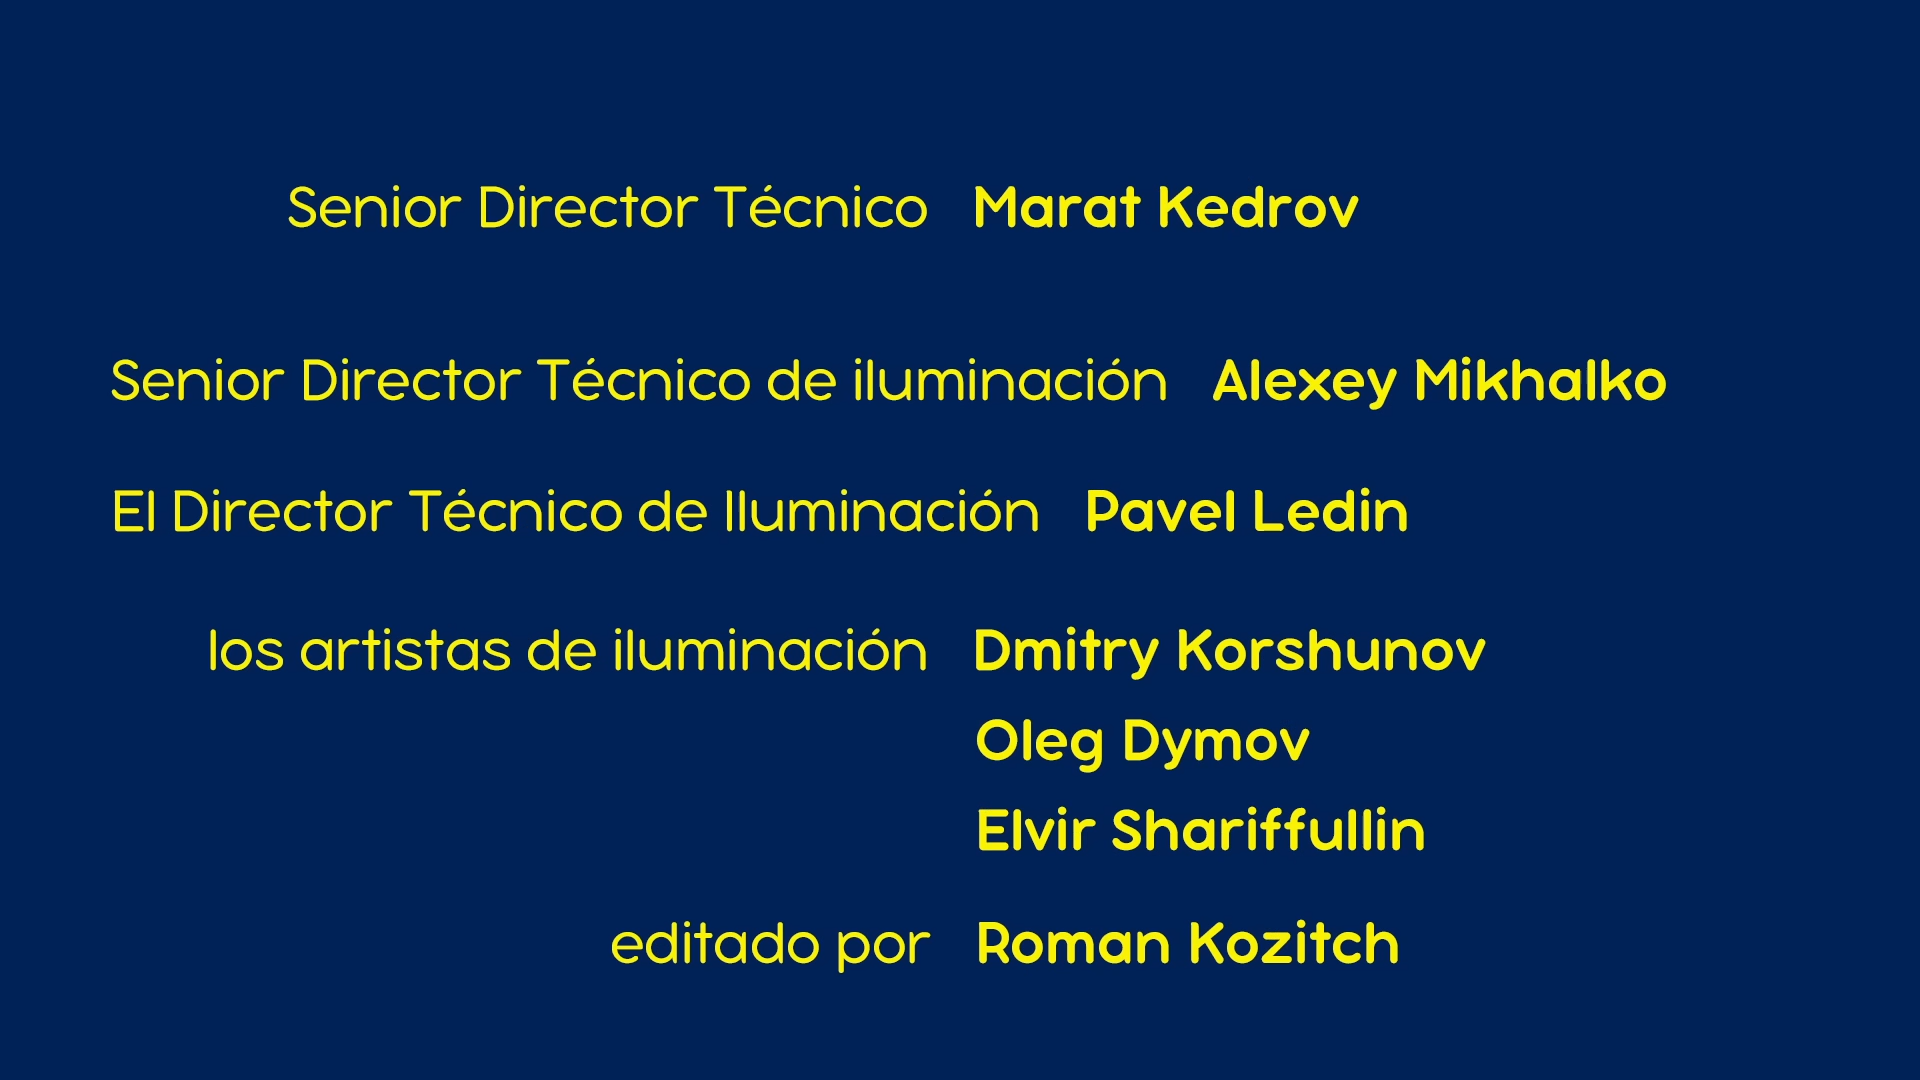 Senior Director Técnico Marat Kedrov
Senior Director Técnico de iluminación Alexey Mikhalko
El Director Técnico de Iluminación Pavel Ledin
los artistas de iluminación Dmitry Korshunov
Oleg Dymov
Elvir Shariffullin
editado por Roman Kozitch